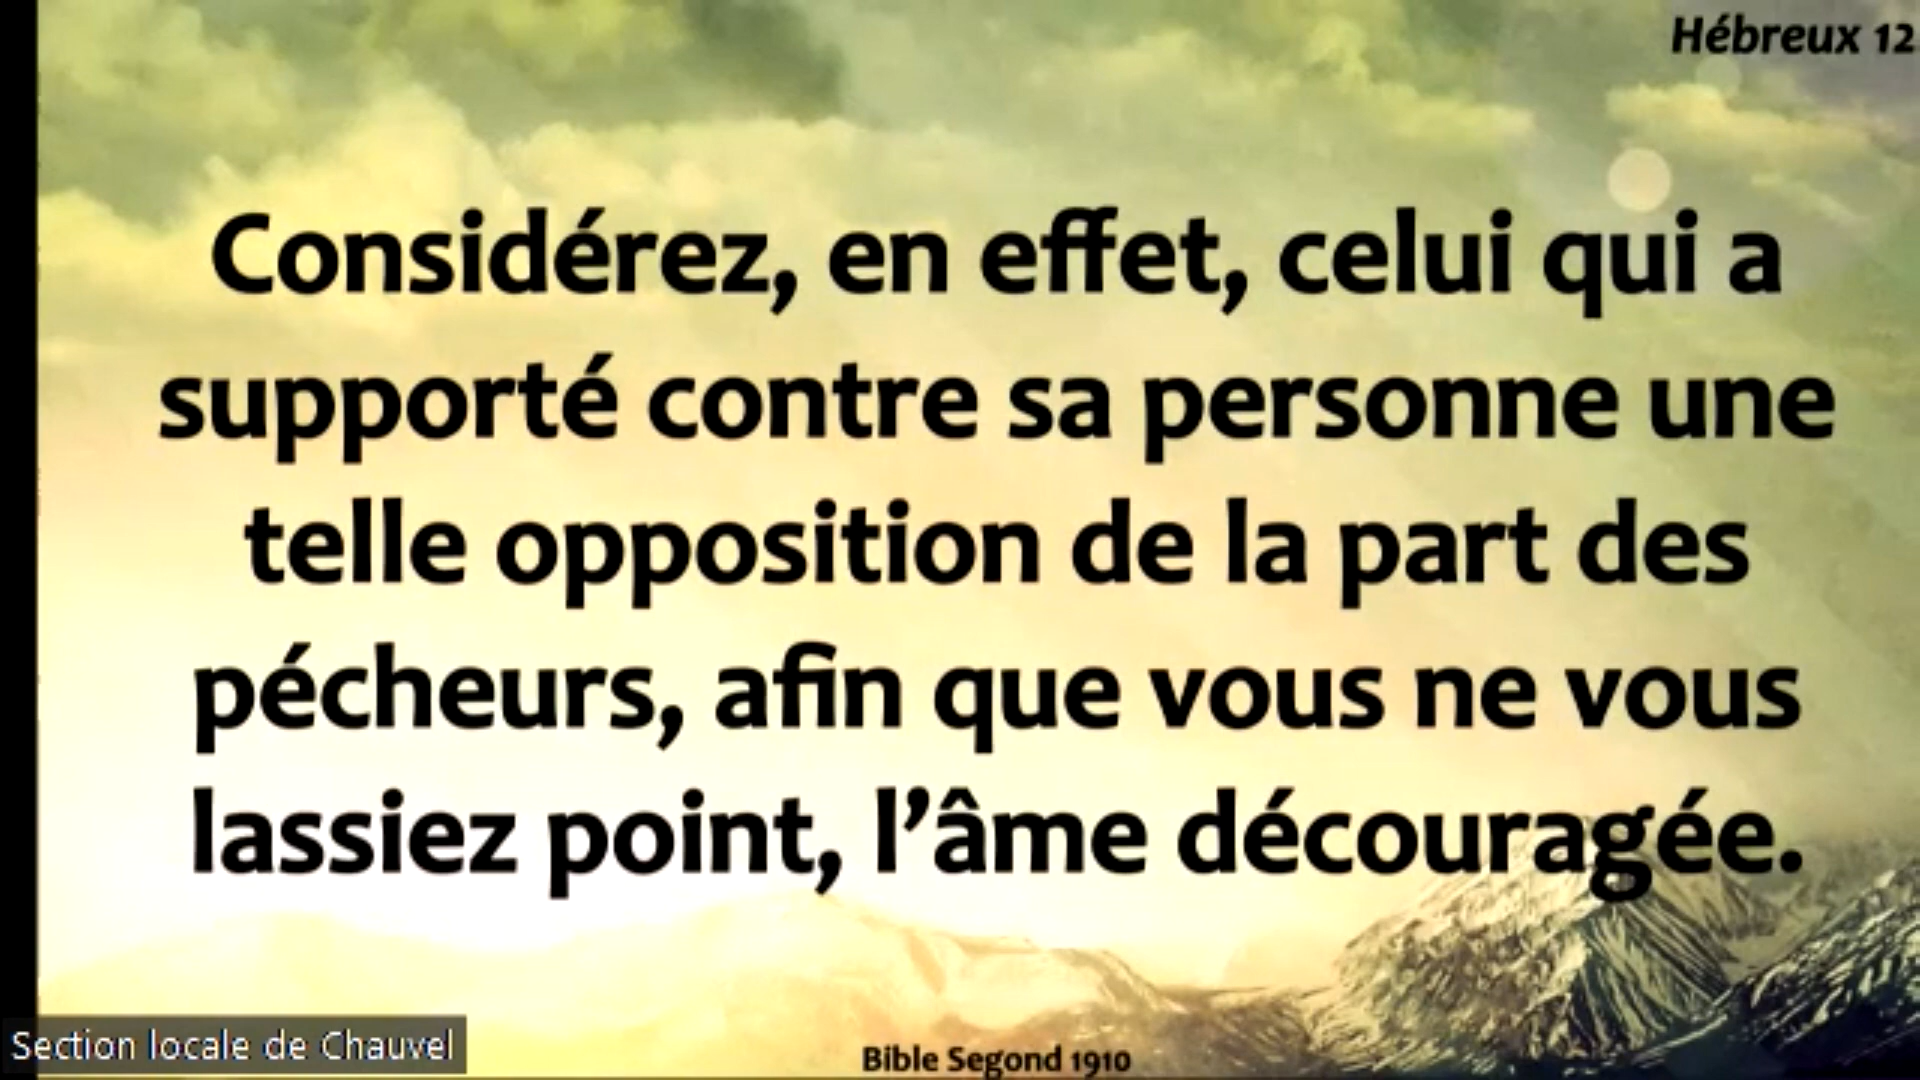 Hébreux 12
Considérez, en effet, celui qui a
supporté contre sa personne une
telle opposition de la part des
pécheurs, afin que vous ne vous
lassiez point, l’âme découragée.
Section locale de Chauvel
Bible Segond 1910